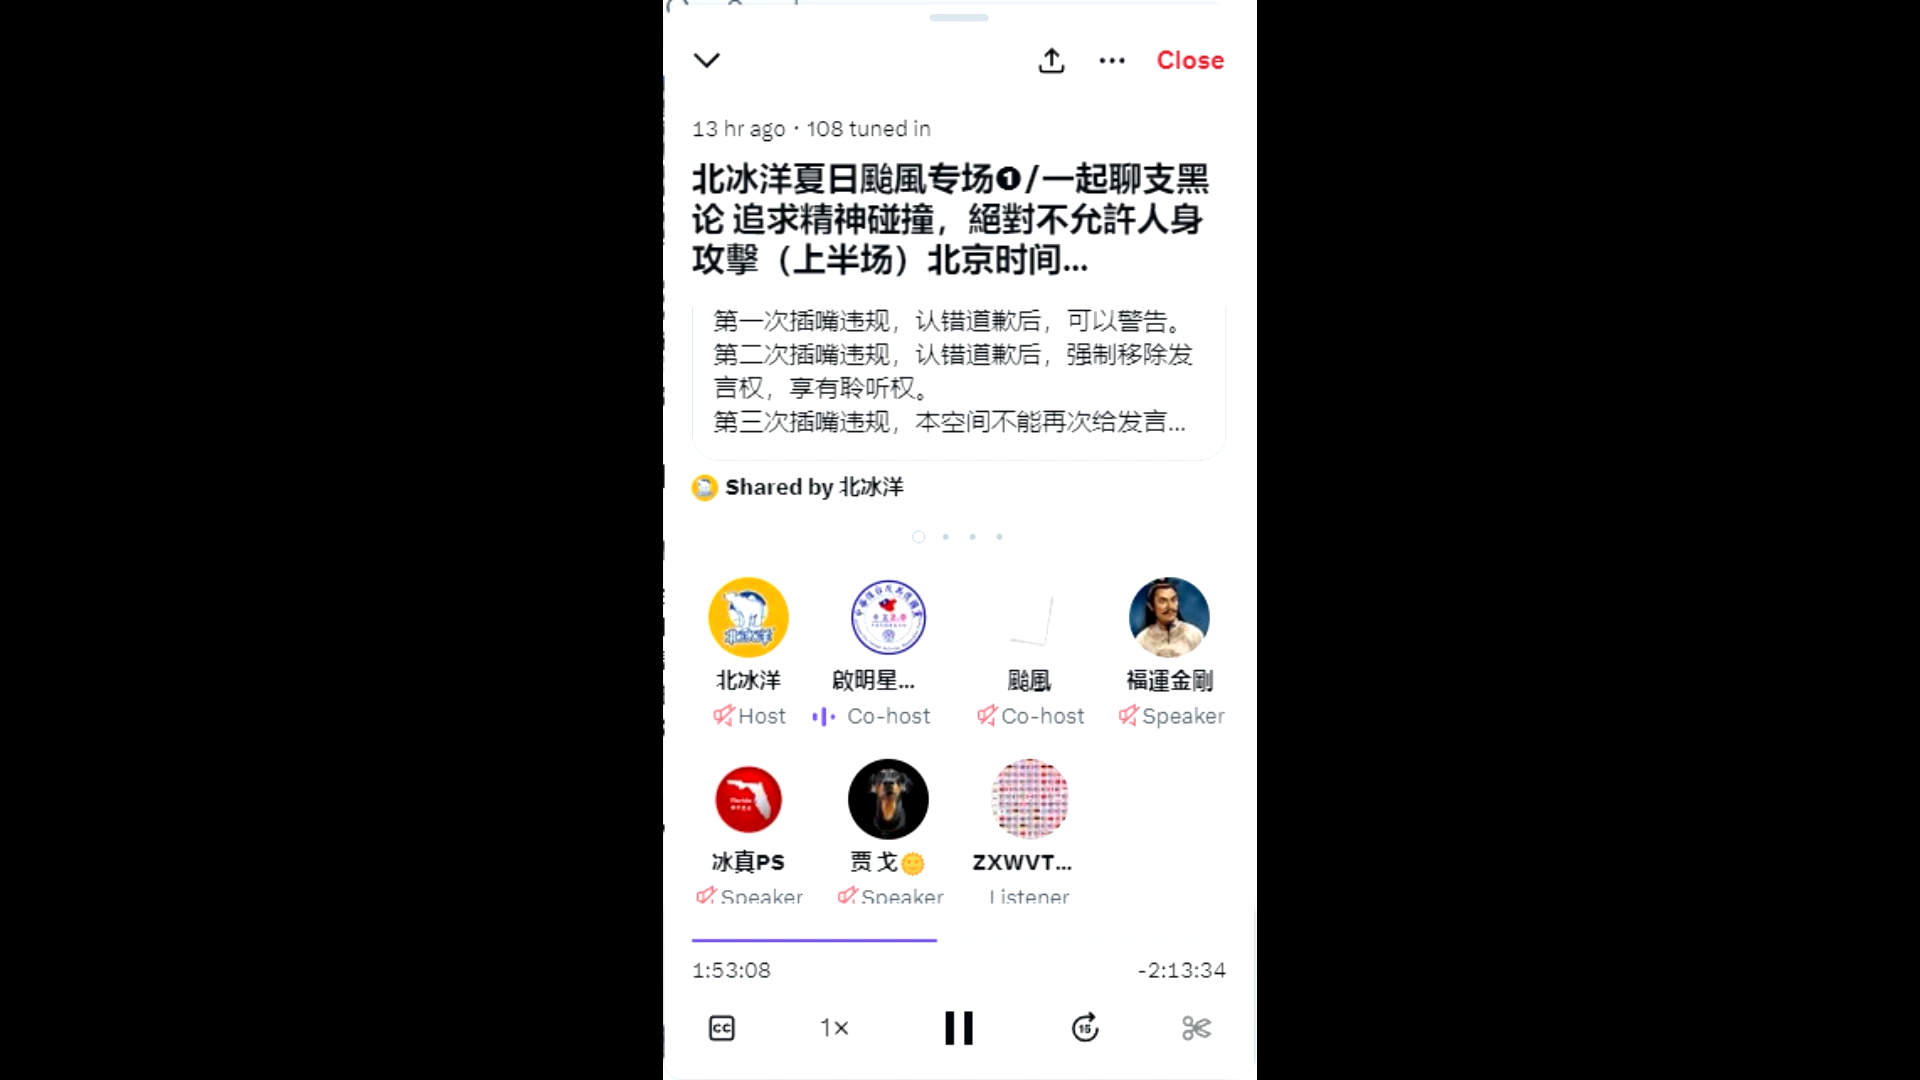 Close
13 hr ago · 108 tuned in
北冰洋夏日颱風专场❶/一起聊支黑
论 追求精神碰撞，絕對不允許人身
攻擊（上半场）北京时间...
第一次插嘴违规，认错道歉后，可以警告。
第二次插嘴违规，认错道歉后，强制移除发
言权，享有聆听权。
第三次插嘴违规，本空间不能再次给发言...
Shared by 北冰洋
北冰洋
啟明星...
颱風
福運金剛
Host
Co-host
Co-host
Speaker
冰真PS
贾 戈🌞
ZXWVT...
Speaker
Speaker
Listener
1:53:08
-2:13:34
CC
1×
15